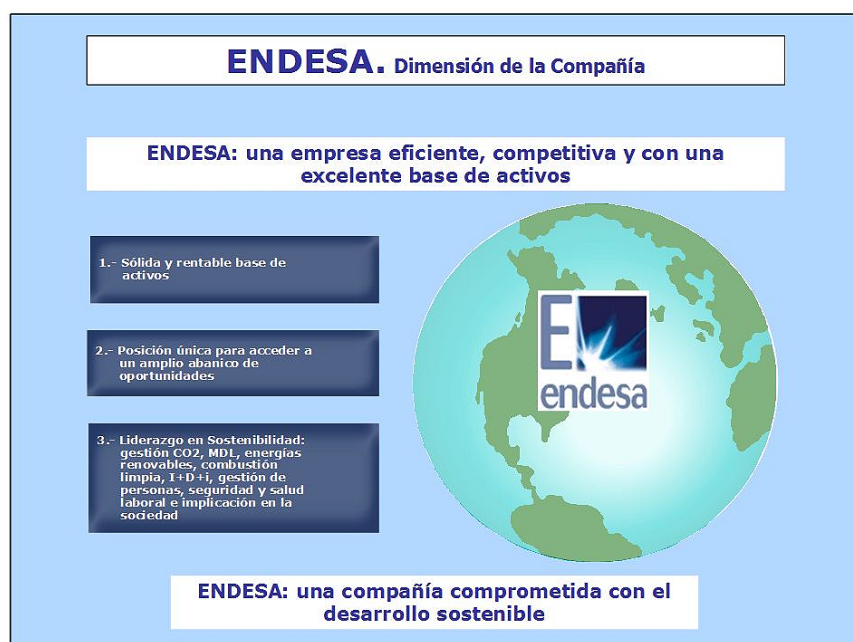 ENDESA. Dimensión de la Compañía
ENDESA: una empresa eficiente, competitiva y con una
excelente base de activos
1.- Sólida y rentable base de
activos
2.- Posición única para acceder a
un amplio abanico de
oportunidades
3.- Liderazgo en Sostenibilidad:
gestión CO2, MDL, energías
renovables, combustión
limpia, I+D+i, gestión de
personas, seguridad y salud
laboral e implicación en la
sociedad
E
endesa
ENDESA: una compañía comprometida con el
desarrollo sostenible